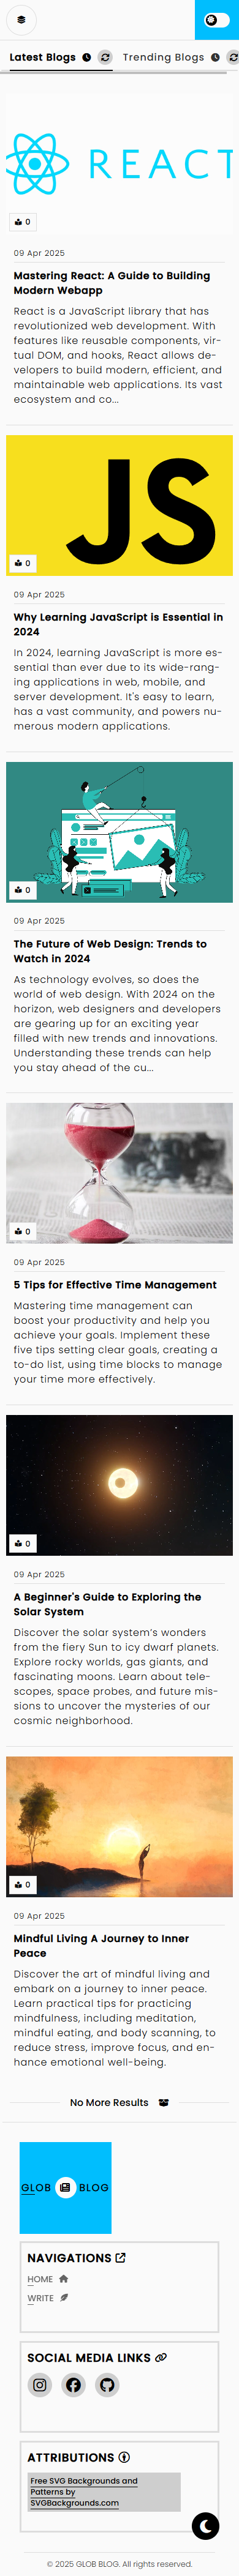 Latest Blogs Trending Blogs
REACT
0
09 Apr 2025
Mastering React: A Guide to Building
Modern Webapp
React is a JavaScript library that has
revolutionized web development. With
features like reusable components, vir-
tual DOM, and hooks, React allows de-
velopers to build modern, efficient, and
maintainable web applications. Its vast
ecosystem and co...
JS
0
09 Apr 2025
Why Learning JavaScript is Essential in
2024
In 2024, learning JavaScript is more es-
sential than ever due to its wide-rang-
ing applications in web, mobile, and
server development. It's easy to learn,
has a vast community, and powers nu-
merous modern applications.
0
09 Apr 2025
The Future of Web Design: Trends to
Watch in 2024
As technology evolves, so does the
world of web design. With 2024 on the
horizon, web designers and developers
are gearing up for an exciting year
filled with new trends and innovations.
Understanding these trends can help
you stay ahead of the cu...
0
09 Apr 2025
5 Tips for Effective Time Management
Mastering time management can
boost your productivity and help you
achieve your goals. Implement these
five tips setting clear goals, creating a
to-do list, using time blocks to manage
your time more effectively.
0
09 Apr 2025
A Beginner's Guide to Exploring the
Solar System
Discover the solar system's wonders
from the fiery Sun to icy dwarf planets.
Explore rocky worlds, gas giants, and
fascinating moons. Learn about tele-
scopes, space probes, and future mis-
sions to uncover the mysteries of our
cosmic neighborhood.
0
09 Apr 2025
Mindful Living A Journey to Inner
Peace
Discover the art of mindful living and
embark on a journey to inner peace.
Learn practical tips for practicing
mindfulness, including meditation,
mindful eating, and body scanning, to
reduce stress, improve focus, and en-
hance emotional well-being.
No More Results
GLOB BLOG
NAVIGATIONS
HOME
WRITE
SOCIAL MEDIA LINKS
ATTRIBUTIONS
Free SVG Backgrounds and
Patterns by
SVGBackgrounds.com
© 2025 GLOB BLOG. All rights reserved.